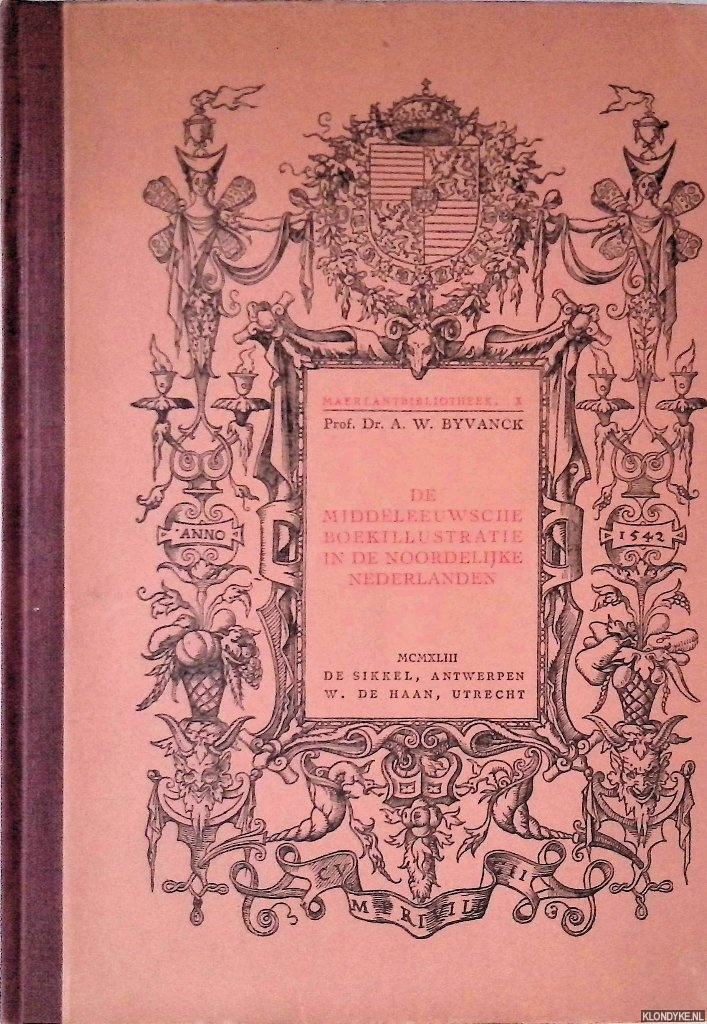 MAERLANTBIBLIOTHEEK. X
Prof. Dr. A. W. BYVANCK
DE
MIDDELEEUWSCHE
BOEKILLUSTRATIE
IN DE NOORDELIJKE
NEDERLANDEN
ANNO
1542
MCMXLIII
DE SIKKEL, ANTWERPEN
W. DE HAAN, UTRECHT
KLONDYKE.NL